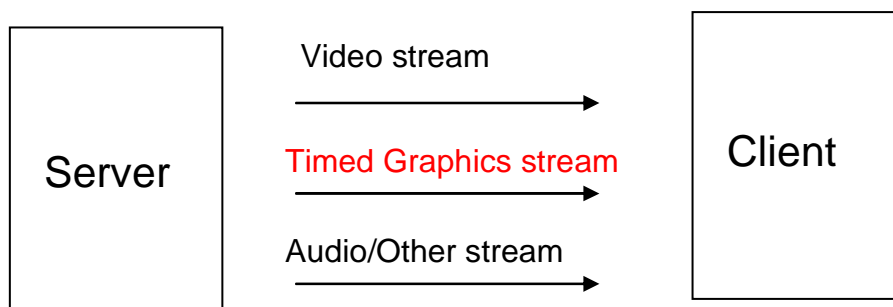 Server
Video stream
Timed Graphics stream
Audio/Other stream
Client